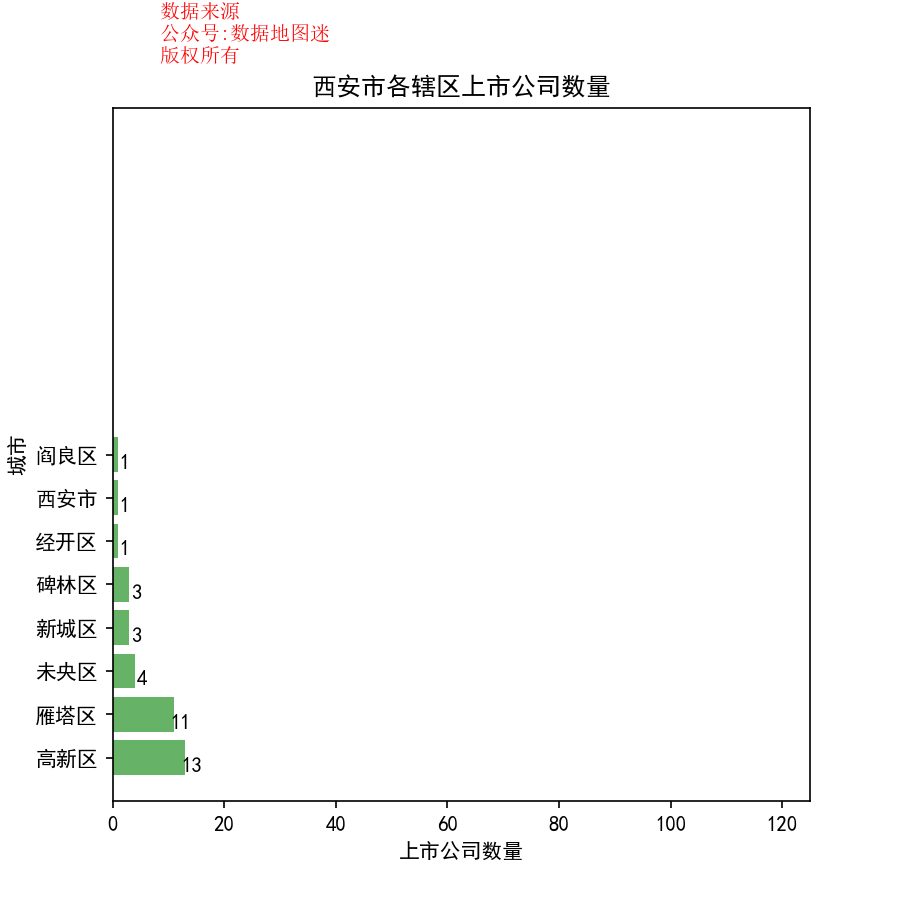 数据来源
公众号:数据地图迷
版权所有
西安市各辖区上市公司数量
城市
阎良区 1
西安市 1
经开区 1
碑林区 3
新城区 3
未央区 4
雁塔区 11
高新区 13
0 20 40 60 80 100 120
上市公司数量